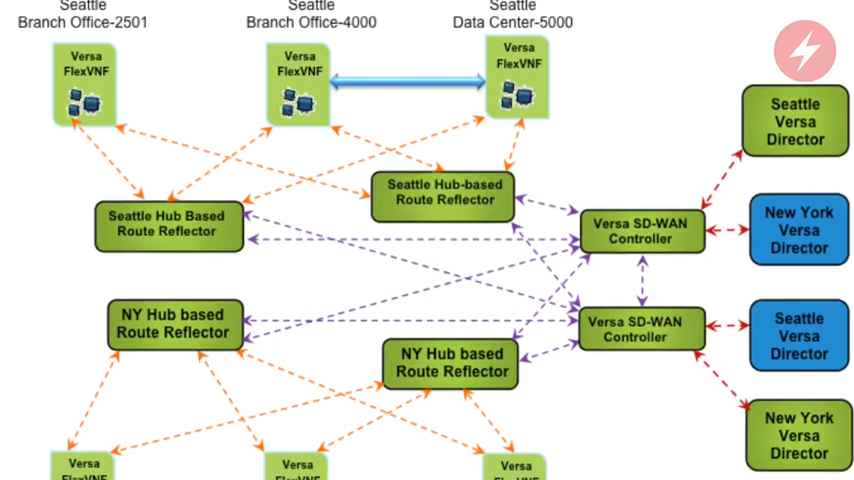 Seattle
Branch Office-2501
Seattle
Branch Office-4000
Seattle
Data Center-5000
Versa
FlexVNF
Versa
FlexVNF
Versa
FlexVNF
Seattle
Versa
Director
Seattle Hub-based
Route Reflector
Seattle Hub Based
Route Reflector
Versa SD-WAN
Controller
New York
Versa
Director
NY Hub based
Route Reflector
Versa SD-WAN
Controller
Seattle
Versa
Director
NY Hub based
Route Reflector
New York
Versa
Director
Versa
FlexVNF
Versa
FlexVNF
Versa
FlexVNF